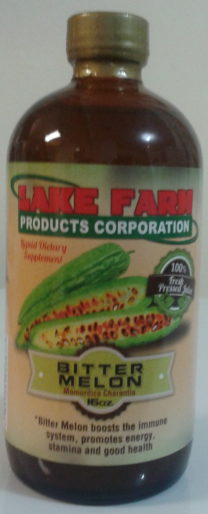 LAKE FARM
PRODUCTS CORPORATION
Liquid Dietary
Supplement
100%
Fresh
Pressed Juice
BITTER
MELON
Momordica Charantia
16oz.
"Bitter Melon boosts the immune
system, promotes energy,
stamina and good health